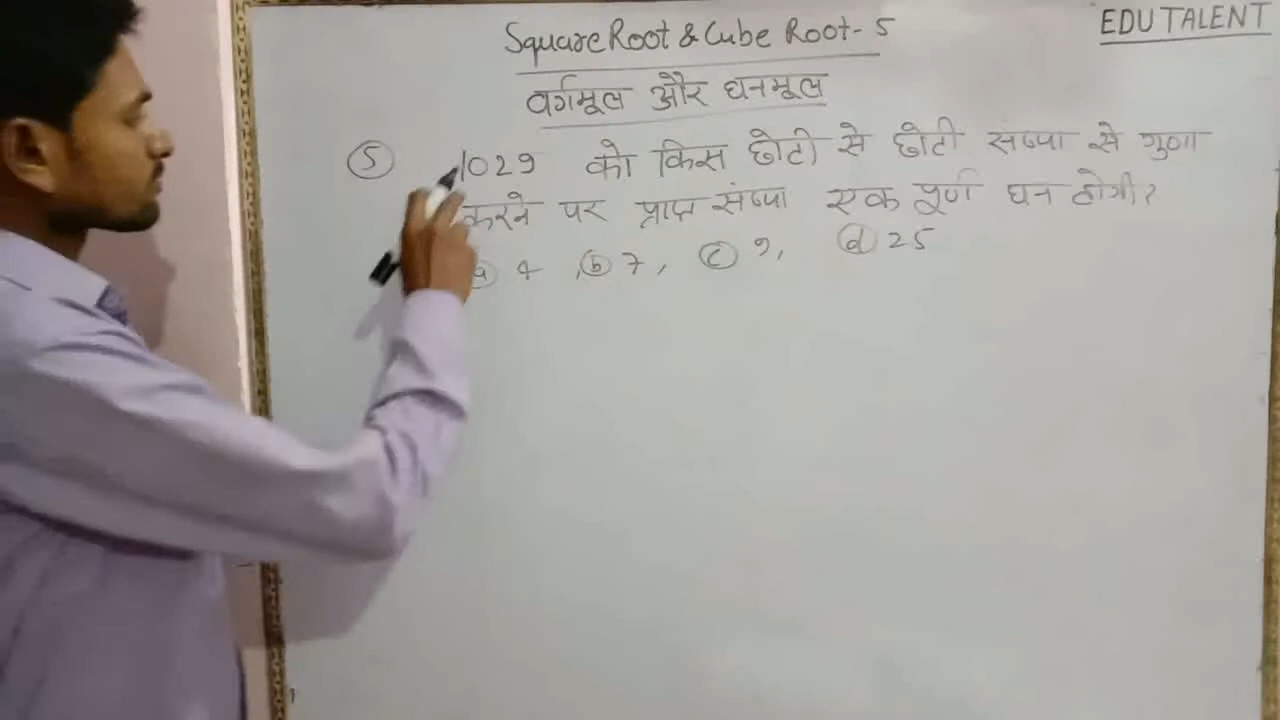 EDU TALENT
Square Root & Cube Root - 5
वर्गमूल और घनमूल
5 1029 को किस छोटी से छोटी संख्या से गुणा
करने पर प्राप्त संख्या एक पूर्ण घन होगी?
a 4, b 7, c 9, d 25